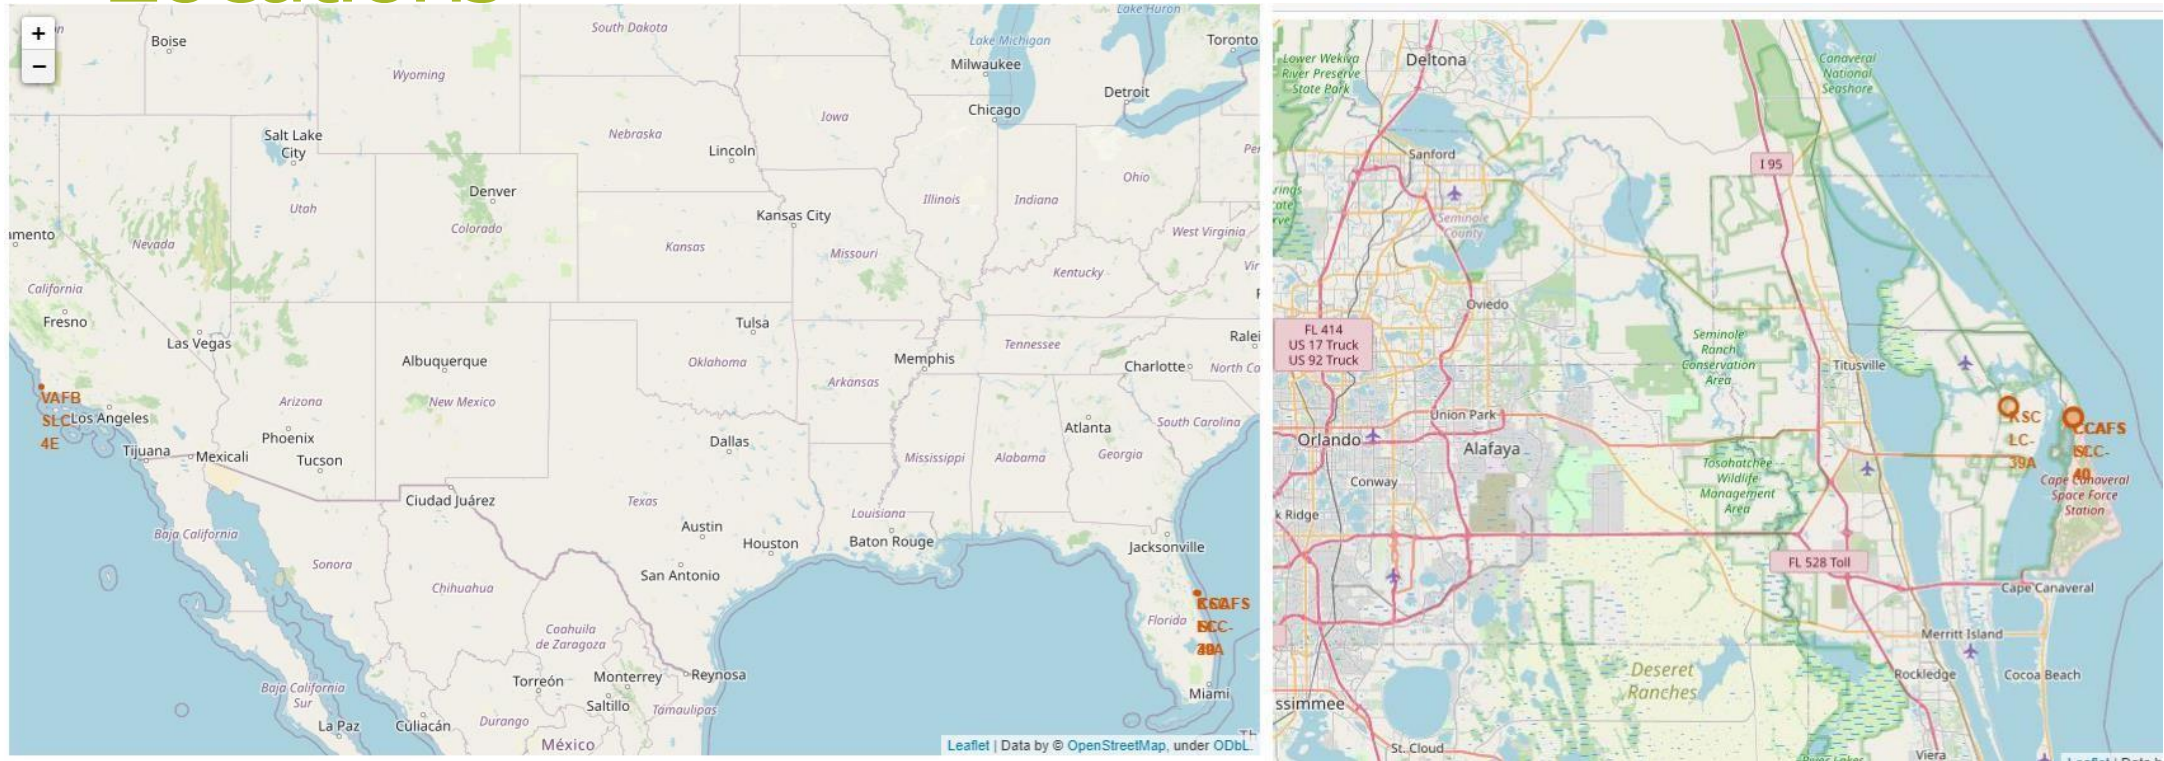 Locations
+
−
Boise
South Dakota
Lake Huron
Toronto
Lake Michigan
Milwaukee
Wyoming
Detroit
Chicago
Iowa
Nebraska
Salt Lake
City
Lincoln
Ohio
Denver
Utah
Illinois
Indiana
Kansas City
Colorado
Nevada
Kansas
Missouri
West Virginia
Kentucky
California
Fresno
Las Vegas
Tulsa
Tennessee
Albuquerque
Oklahoma
Memphis
Charlotte
Arkansas
VAFB
SLC-
4E
Los Angeles
Arizona
New Mexico
Phoenix
Atlanta
South Carolina
Dallas
Tijuana
Mexicali
Tucson
Mississippi
Alabama
Georgia
Ciudad Juárez
Texas
Louisiana
Austin
Houston
Baton Rouge
Jacksonville
Baja California
Sonora
San Antonio
Chihuahua
Florida
Coahuila
de Zaragoza
Reynosa
Torreón
Monterrey
Saltillo
Miami
Baja California
Sur
Tamaulipas
La Paz
Culiacán
Durango
México
Leaflet | Data by © OpenStreetMap, under ODbL.
Lower Wekiva
River Preserve
State Park
Deltona
Canaveral
National
Seashore
Sanford
I 95
Seminole
County
Oviedo
FL 414
US 17 Truck
US 92 Truck
Seminole
Ranch
Conservation
Area
Titusville
Union Park
KSC
LC-
39A
CCAFS
Orlando
Alafaya
Conway
Tosohatchee
Wildlife
Management
Area
Cape Canaveral
Space Force
Station
k Ridge
FL 528 Toll
Cape Canaveral
Merritt Island
Deseret
Ranches
Rockledge
Cocoa Beach
ssimmee
St. Cloud
Viera